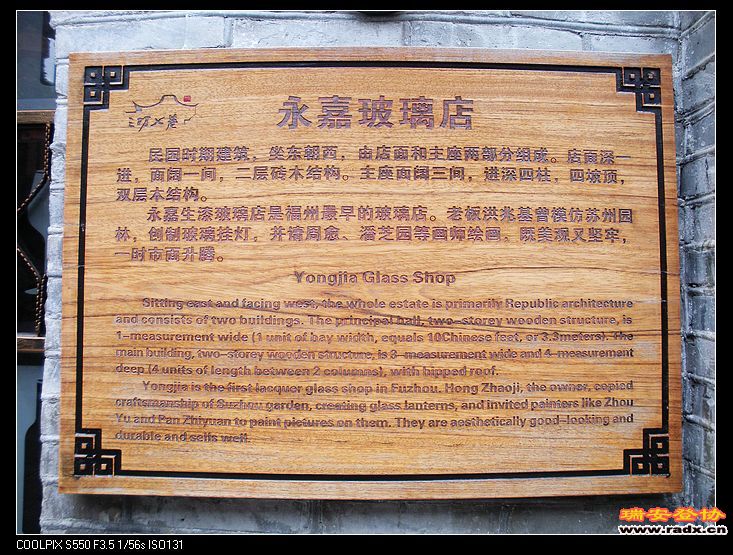 三坊七巷
永嘉玻璃店
民国时期建筑，坐东朝西，由店面和主座两部分组成。店面深一
进，面阔一间，二层砖木结构。主座面阔三间，进深四柱，四坡顶，
双层木结构。
永嘉生漆玻璃店是福州最早的玻璃店。老板洪兆基曾模仿苏州园
林，创制玻璃挂灯，并请周愈、潘芝园等画师绘画。既美观又坚牢，
一时市面升腾。
Yongjia Glass Shop
Sitting east and facing west, the whole estate is primarily Republic architecture
and consists of two buildings. The principal hall, two-storey wooden structure, is
1-measurement wide (1 unit of bay width, equals 10Chinese feet, or 3.3meters). The
main building, two-storey wooden structure, is 3-measurement wide and 4-measurement
deep (4 units of length between 2 columns), with hipped roof.
Yongjia is the first lacquer glass shop in Fuzhou. Hong Zhaoji, the owner, copied
craftsmanship of Suzhou garden, creating glass lanterns, and invited painters like Zhou
Yu and Pan Zhiyuan to paint pictures on them. They are aesthetically good-looking and
durable and sells well.
瑞安登协
www.radx.cn
COOLPIX S550 F3.5 1/56s ISO131